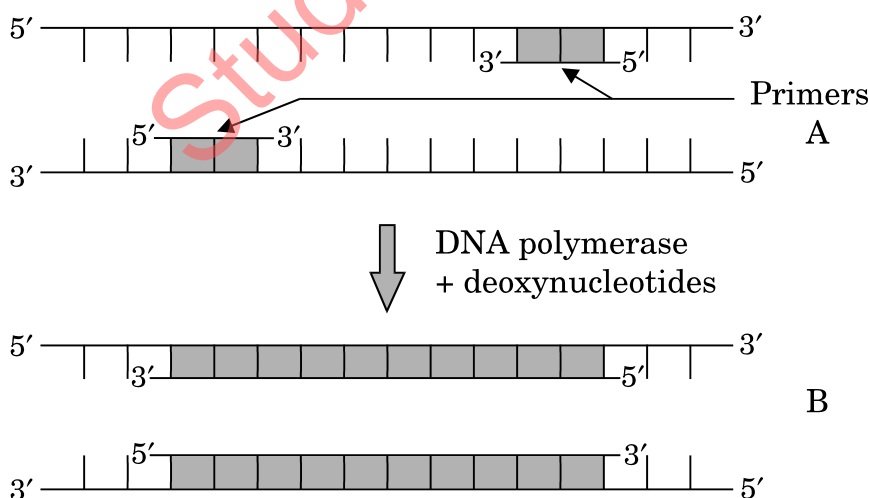 5′ 3′
3′ 5′
Primers
A
5′ 3′
3′ 5′
DNA polymerase
+ deoxynucleotides
5′ 3′
3′ 5′
B
5′ 3′
3′ 5′
Stud